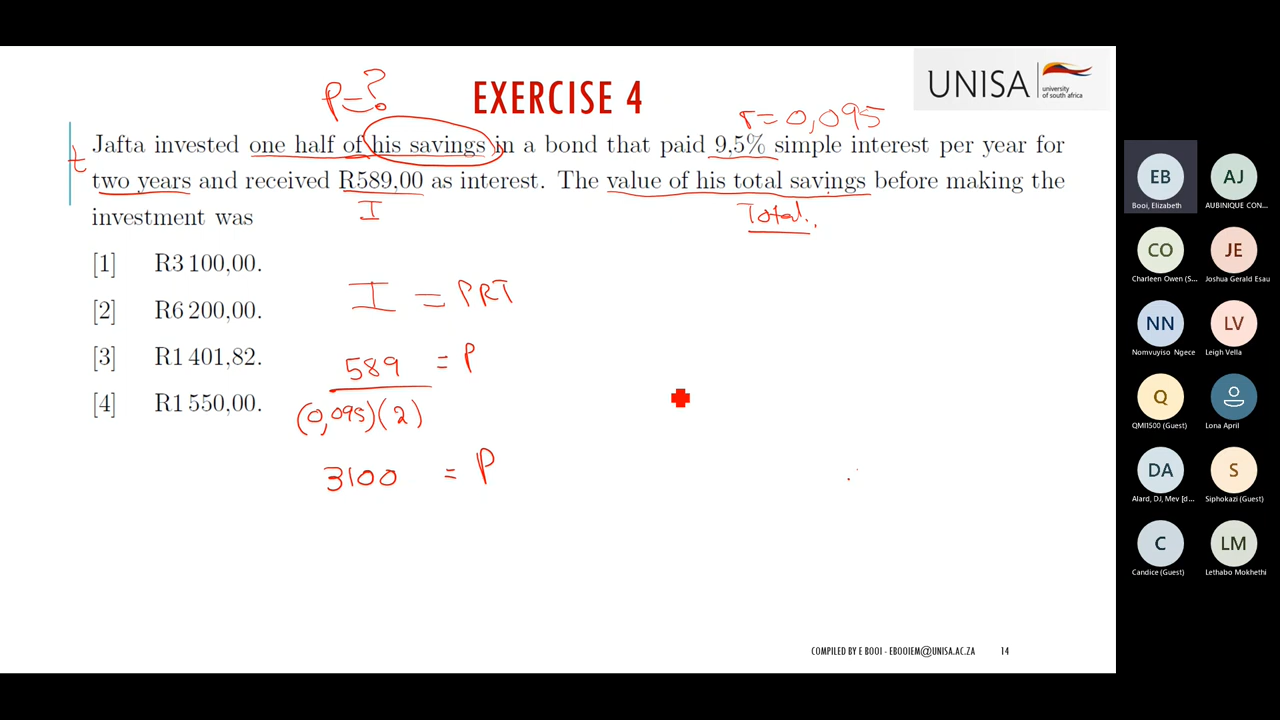 P = ?
EXERCISE 4
UNISA
university
of south africa
r = 0,095
Jafta invested one half of his savings in a bond that paid 9,5% simple interest per year for
t
two years and received R589,00 as interest. The value of his total savings before making the
I
Total.
investment was
[1] R3 100,00.
[2] R6 200,00.
[3] R1 401,82.
[4] R1 550,00.
I = PRT
589 = P
(0,095)(2)
3100 = P
COMPILED BY E BOOI - EBOOIEM@UNISA.AC.ZA 14
EB
Booi, Elizabeth
AJ
AUBINIQUE CON...
CO
Charleen Owen (S...
JE
Joshua Gerald Esau
NN
Nomvuyiso Ngece
LV
Leigh Vella
Q
QMI1500 (Guest)
Lona April
DA
Alard, DJ, Mev [d...
S
Siphokazi (Guest)
C
Candice (Guest)
LM
Lethabo Mokhethi